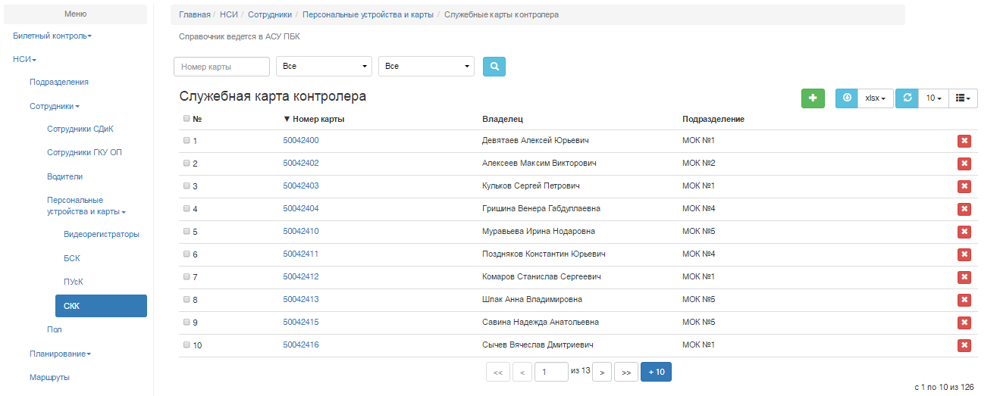 Меню
Билетный контроль
НСИ
Подразделения
Сотрудники
Сотрудники СДиК
Сотрудники ГКУ ОП
Водители
Персональные
устройства и карты
Видеорегистраторы
БСК
ПУсК
СКК
Пол
Планирование
Маршруты
Главная / НСИ / Сотрудники / Персональные устройства и карты / Служебные карты контролера
Справочник ведется в АСУ ПБК
Номер карты Все Все
Служебная карта контролера xlsx 10
№ ▼ Номер карты Владелец Подразделение
1 50042400 Девятаев Алексей Юрьевич МОК №1
2 50042402 Алексеев Максим Викторович МОК №2
3 50042403 Кульков Сергей Петрович МОК №1
4 50042404 Гришина Венера Габдуллаевна МОК №4
5 50042410 Муравьева Ирина Нодаровна МОК №5
6 50042411 Поздняков Константин Юрьевич МОК №4
7 50042412 Комаров Станислав Сергеевич МОК №1
8 50042413 Шпак Анна Владимировна МОК №5
9 50042415 Савина Надежда Анатольевна МОК №5
10 50042416 Сычев Вячеслав Дмитриевич МОК №1
<< < 1 из 13 > >> + 10
с 1 по 10 из 126